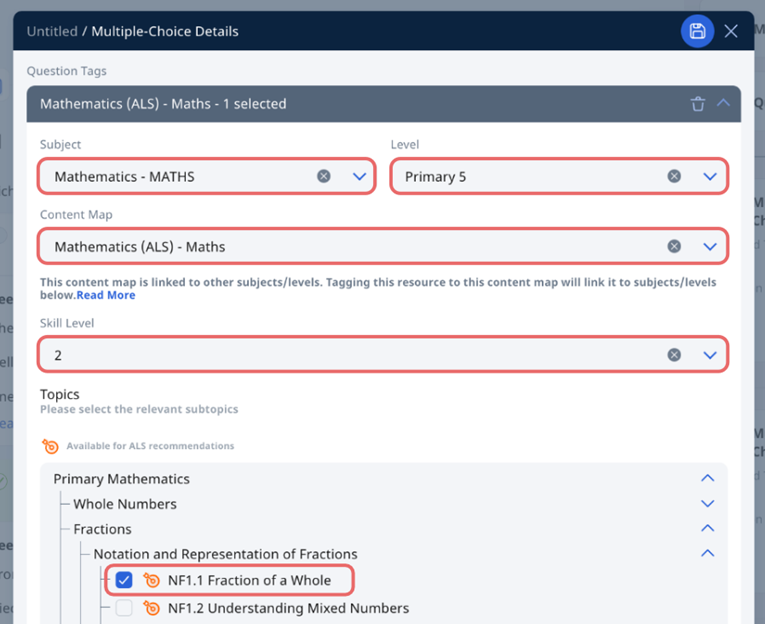 Untitled / Multiple-Choice Details
Question Tags
Mathematics (ALS) - Maths - 1 selected
Subject
Level
Mathematics - MATHS
Primary 5
Content Map
Mathematics (ALS) - Maths
This content map is linked to other subjects/levels. Tagging this resource to this content map will link it to subjects/levels
below.Read More
Skill Level
2
Topics
Please select the relevant subtopics
Available for ALS recommendations
Primary Mathematics
Whole Numbers
Fractions
Notation and Representation of Fractions
NF1.1 Fraction of a Whole
NF1.2 Understanding Mixed Numbers